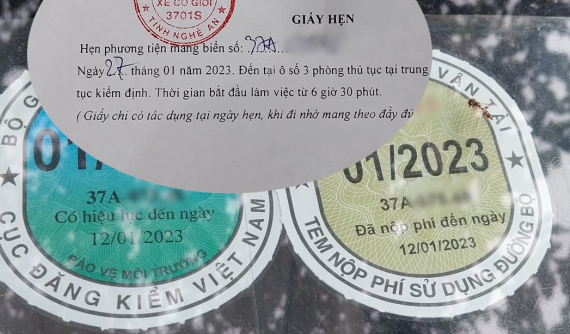 XE CƠ GIỚI
3701S
TỈNH NGHỆ AN
GIẤY HẸN
Hẹn phương tiện mang biển số: 37A
Ngày 27 tháng 01 năm 2023. Đến tại ô số 3 phòng thủ tục tại trung
tục kiểm định. Thời gian bắt đầu làm việc từ 6 giờ 30 phút.
( Giấy chỉ có tác dụng tại ngày hẹn, khi đi nhớ mang theo đầy đủ
BỘ G
01/
37A
Có hiệu lực đến ngày
12/01/2023
BẢO VỆ MÔI TRƯỜNG
CỤC ĐĂNG KIỂM VIỆT NAM
VẬN TẢI
01/2023
37A
Đã nộp phí đến ngày
12/01/2023
TEM NỘP PHÍ SỬ DỤNG ĐƯỜNG BỘ